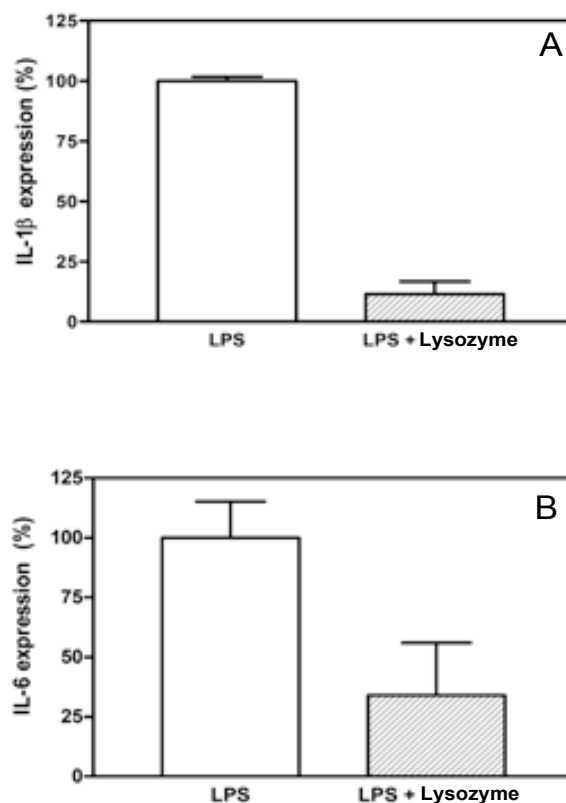 A
IL-1β expression (%)
125
100
75
50
25
0
LPS
LPS + Lysozyme
B
IL-6 expression (%)
125
100
75
50
25
0
LPS
LPS + Lysozyme